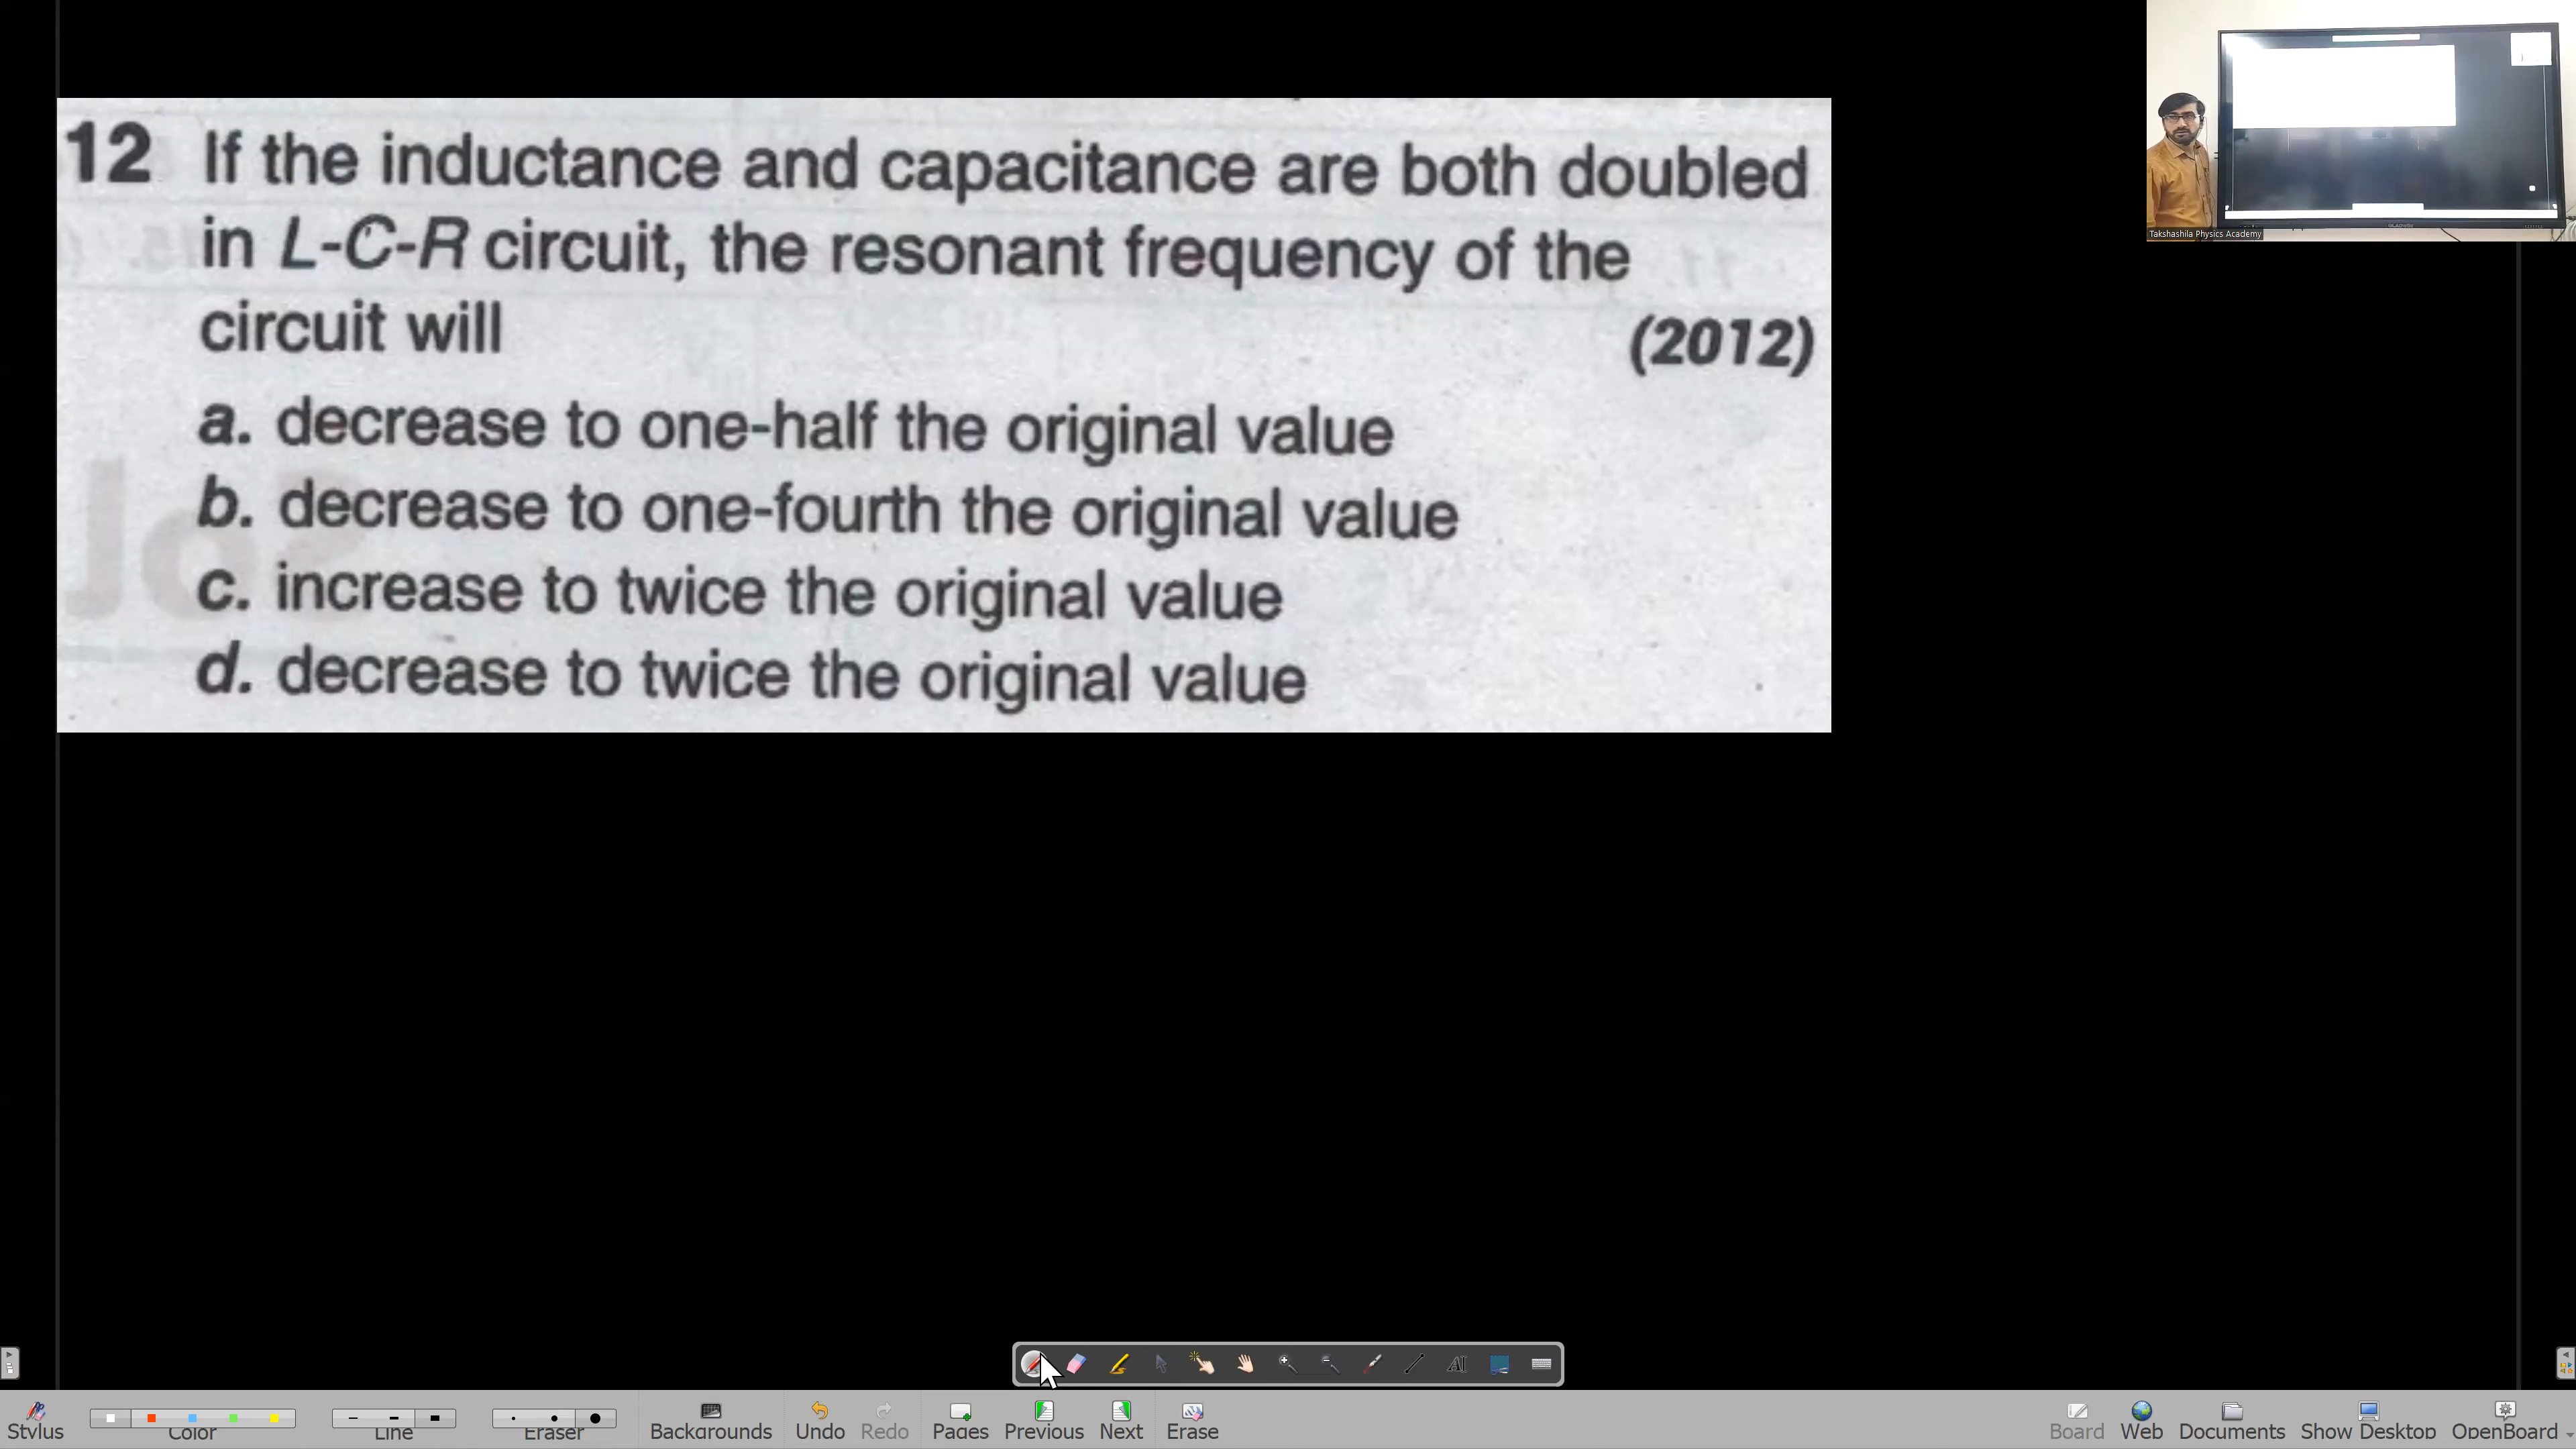 12 If the inductance and capacitance are both doubled
in L-C-R circuit, the resonant frequency of the
circuit will (2012)
a. decrease to one-half the original value
b. decrease to one-fourth the original value
c. increase to twice the original value
d. decrease to twice the original value
Takshashila Physics Academy
Stylus Color Line Eraser Backgrounds Undo Redo Pages Previous Next Erase Board Web Documents Show Desktop OpenBoard